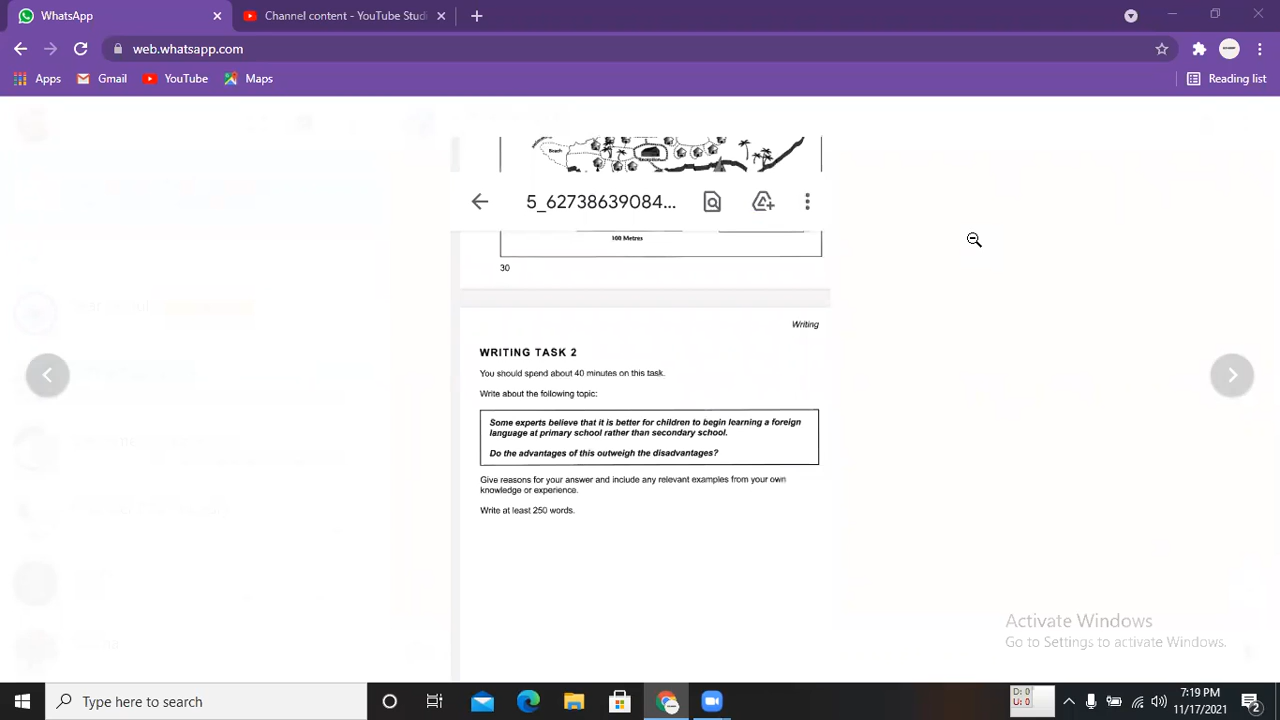 WhatsApp
Channel content - YouTube Studi
web.whatsapp.com
Apps
Gmail
YouTube
Maps
Reading list
Beach
5_62738639084...
100 Metres
30
Writing
WRITING TASK 2
You should spend about 40 minutes on this task.
Write about the following topic:
Some experts believe that it is better for children to begin learning a foreign
language at primary school rather than secondary school.
Do the advantages of this outweigh the disadvantages?
Give reasons for your answer and include any relevant examples from your own
knowledge or experience.
Write at least 250 words.
Activate Windows
Go to Settings to activate Windows.
Type here to search
D: 0
U: 0
7:19 PM
11/17/2021
2